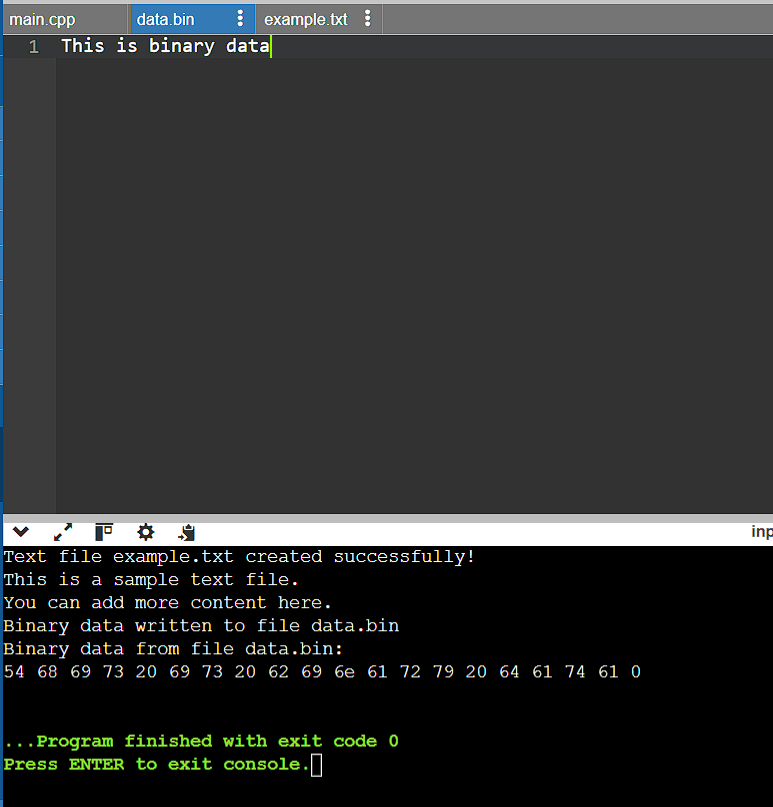 main.cpp data.bin example.txt
1 This is binary data
inp
Text file example.txt created successfully!
This is a sample text file.
You can add more content here.
Binary data written to file data.bin
Binary data from file data.bin:
54 68 69 73 20 69 73 20 62 69 6e 61 72 79 20 64 61 74 61 0
...Program finished with exit code 0
Press ENTER to exit console.